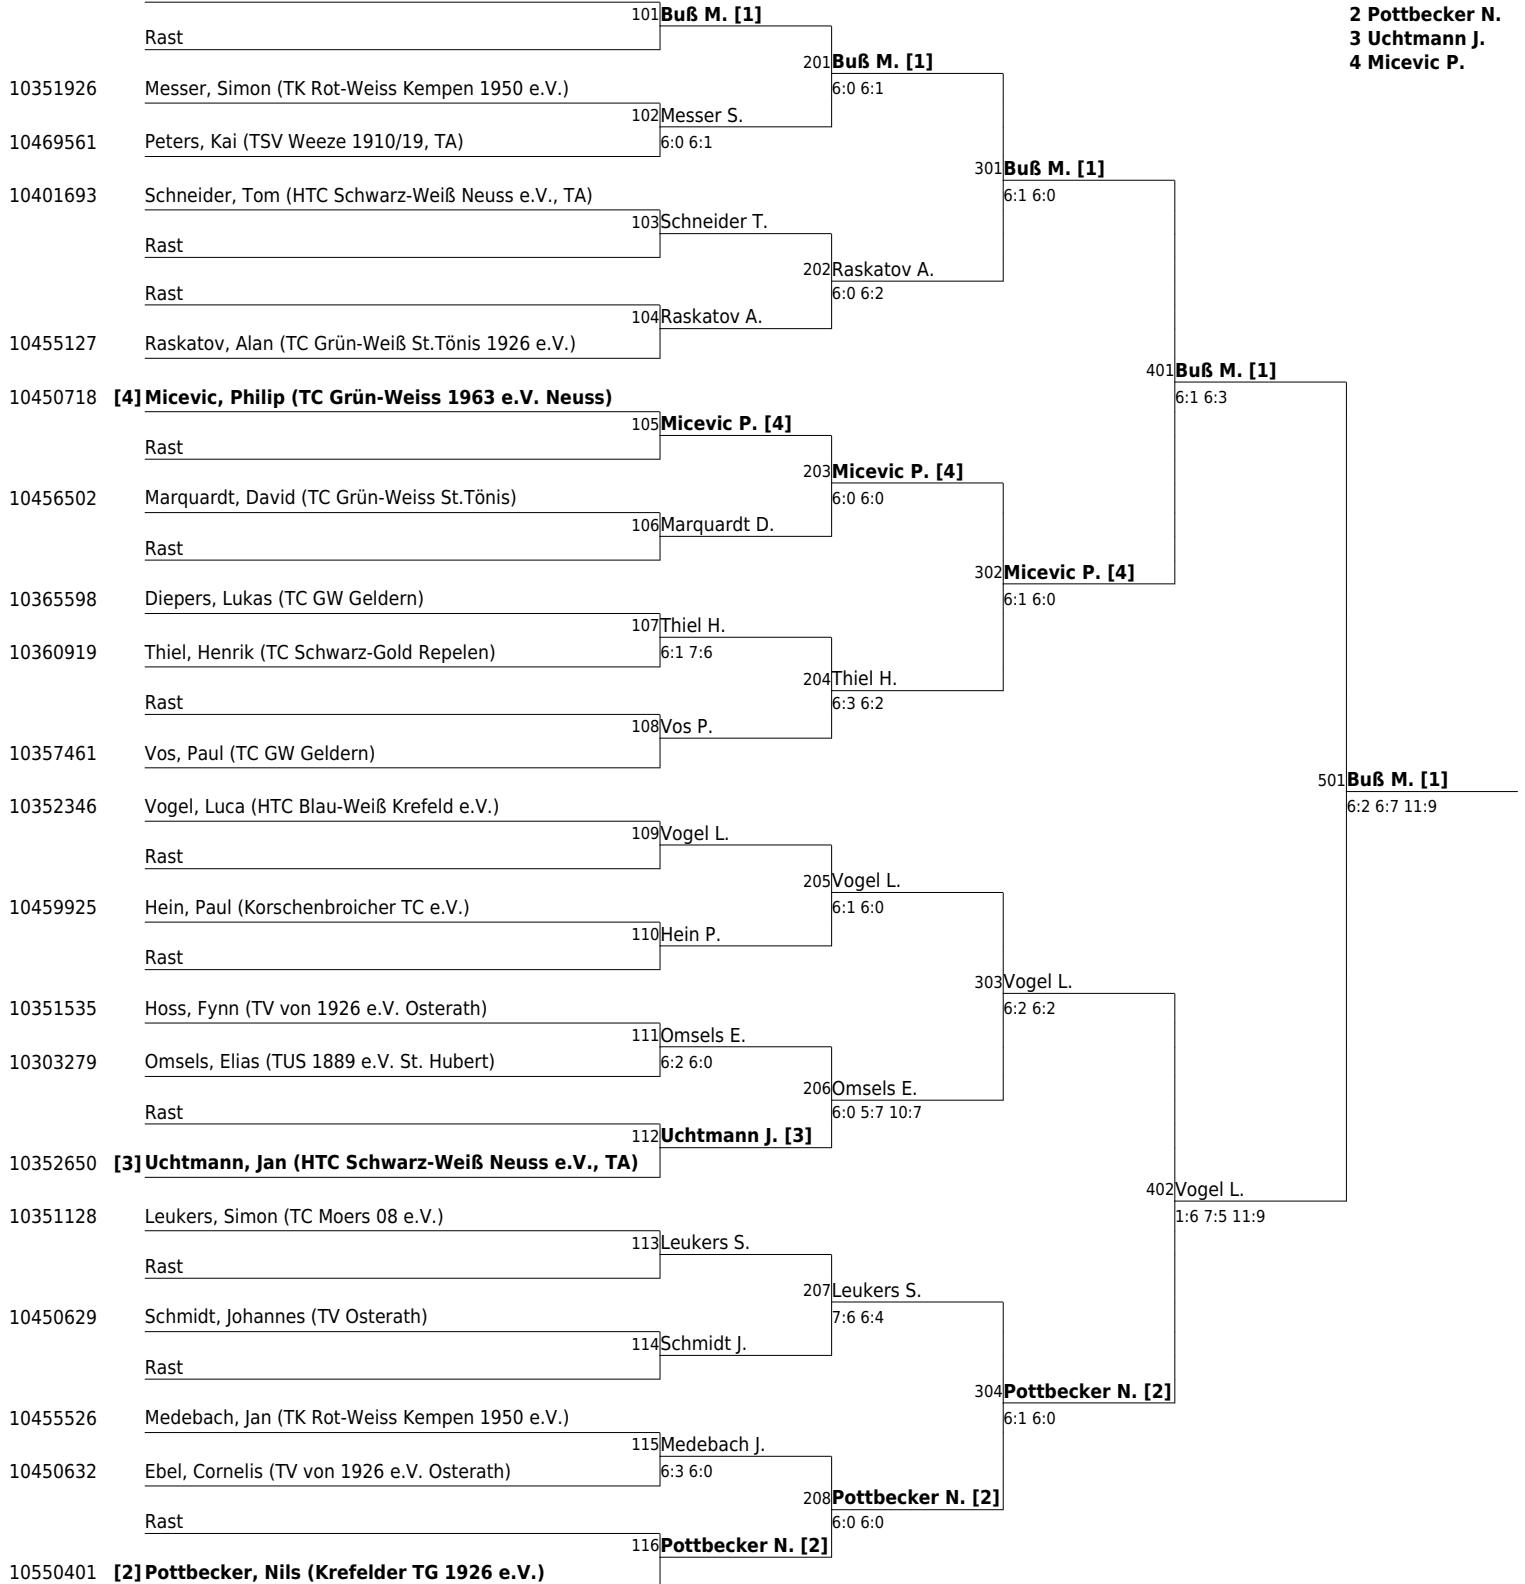 101 Buß M. [1]
2 Pottbecker N.
Rast
3 Uchtmann J.
201 Buß M. [1]
4 Micevic P.
10351926 Messer, Simon (TK Rot-Weiss Kempen 1950 e.V.)
6:0 6:1
102 Messer S.
10469561 Peters, Kai (TSV Weeze 1910/19, TA)
6:0 6:1
301 Buß M. [1]
10401693 Schneider, Tom (HTC Schwarz-Weiß Neuss e.V., TA)
6:1 6:0
103 Schneider T.
Rast
202 Raskatov A.
Rast
6:0 6:2
104 Raskatov A.
10455127 Raskatov, Alan (TC Grün-Weiß St.Tönis 1926 e.V.)
401 Buß M. [1]
10450718 [4] Micevic, Philip (TC Grün-Weiss 1963 e.V. Neuss)
6:1 6:3
105 Micevic P. [4]
Rast
203 Micevic P. [4]
10456502 Marquardt, David (TC Grün-Weiss St.Tönis)
6:0 6:0
106 Marquardt D.
Rast
302 Micevic P. [4]
10365598 Diepers, Lukas (TC GW Geldern)
6:1 6:0
107 Thiel H.
10360919 Thiel, Henrik (TC Schwarz-Gold Repelen)
6:1 7:6
204 Thiel H.
Rast
6:3 6:2
108 Vos P.
10357461 Vos, Paul (TC GW Geldern)
501 Buß M. [1]
10352346 Vogel, Luca (HTC Blau-Weiß Krefeld e.V.)
6:2 6:7 11:9
109 Vogel L.
Rast
205 Vogel L.
10459925 Hein, Paul (Korschenbroicher TC e.V.)
6:1 6:0
110 Hein P.
Rast
303 Vogel L.
10351535 Hoss, Fynn (TV von 1926 e.V. Osterath)
6:2 6:2
111 Omsels E.
10303279 Omsels, Elias (TUS 1889 e.V. St. Hubert)
6:2 6:0
206 Omsels E.
Rast
6:0 5:7 10:7
112 Uchtmann J. [3]
10352650 [3] Uchtmann, Jan (HTC Schwarz-Weiß Neuss e.V., TA)
402 Vogel L.
10351128 Leukers, Simon (TC Moers 08 e.V.)
1:6 7:5 11:9
113 Leukers S.
Rast
207 Leukers S.
10450629 Schmidt, Johannes (TV Osterath)
7:6 6:4
114 Schmidt J.
Rast
304 Pottbecker N. [2]
10455526 Medebach, Jan (TK Rot-Weiss Kempen 1950 e.V.)
6:1 6:0
115 Medebach J.
10450632 Ebel, Cornelis (TV von 1926 e.V. Osterath)
6:3 6:0
208 Pottbecker N. [2]
Rast
6:0 6:0
116 Pottbecker N. [2]
10550401 [2] Pottbecker, Nils (Krefelder TG 1926 e.V.)